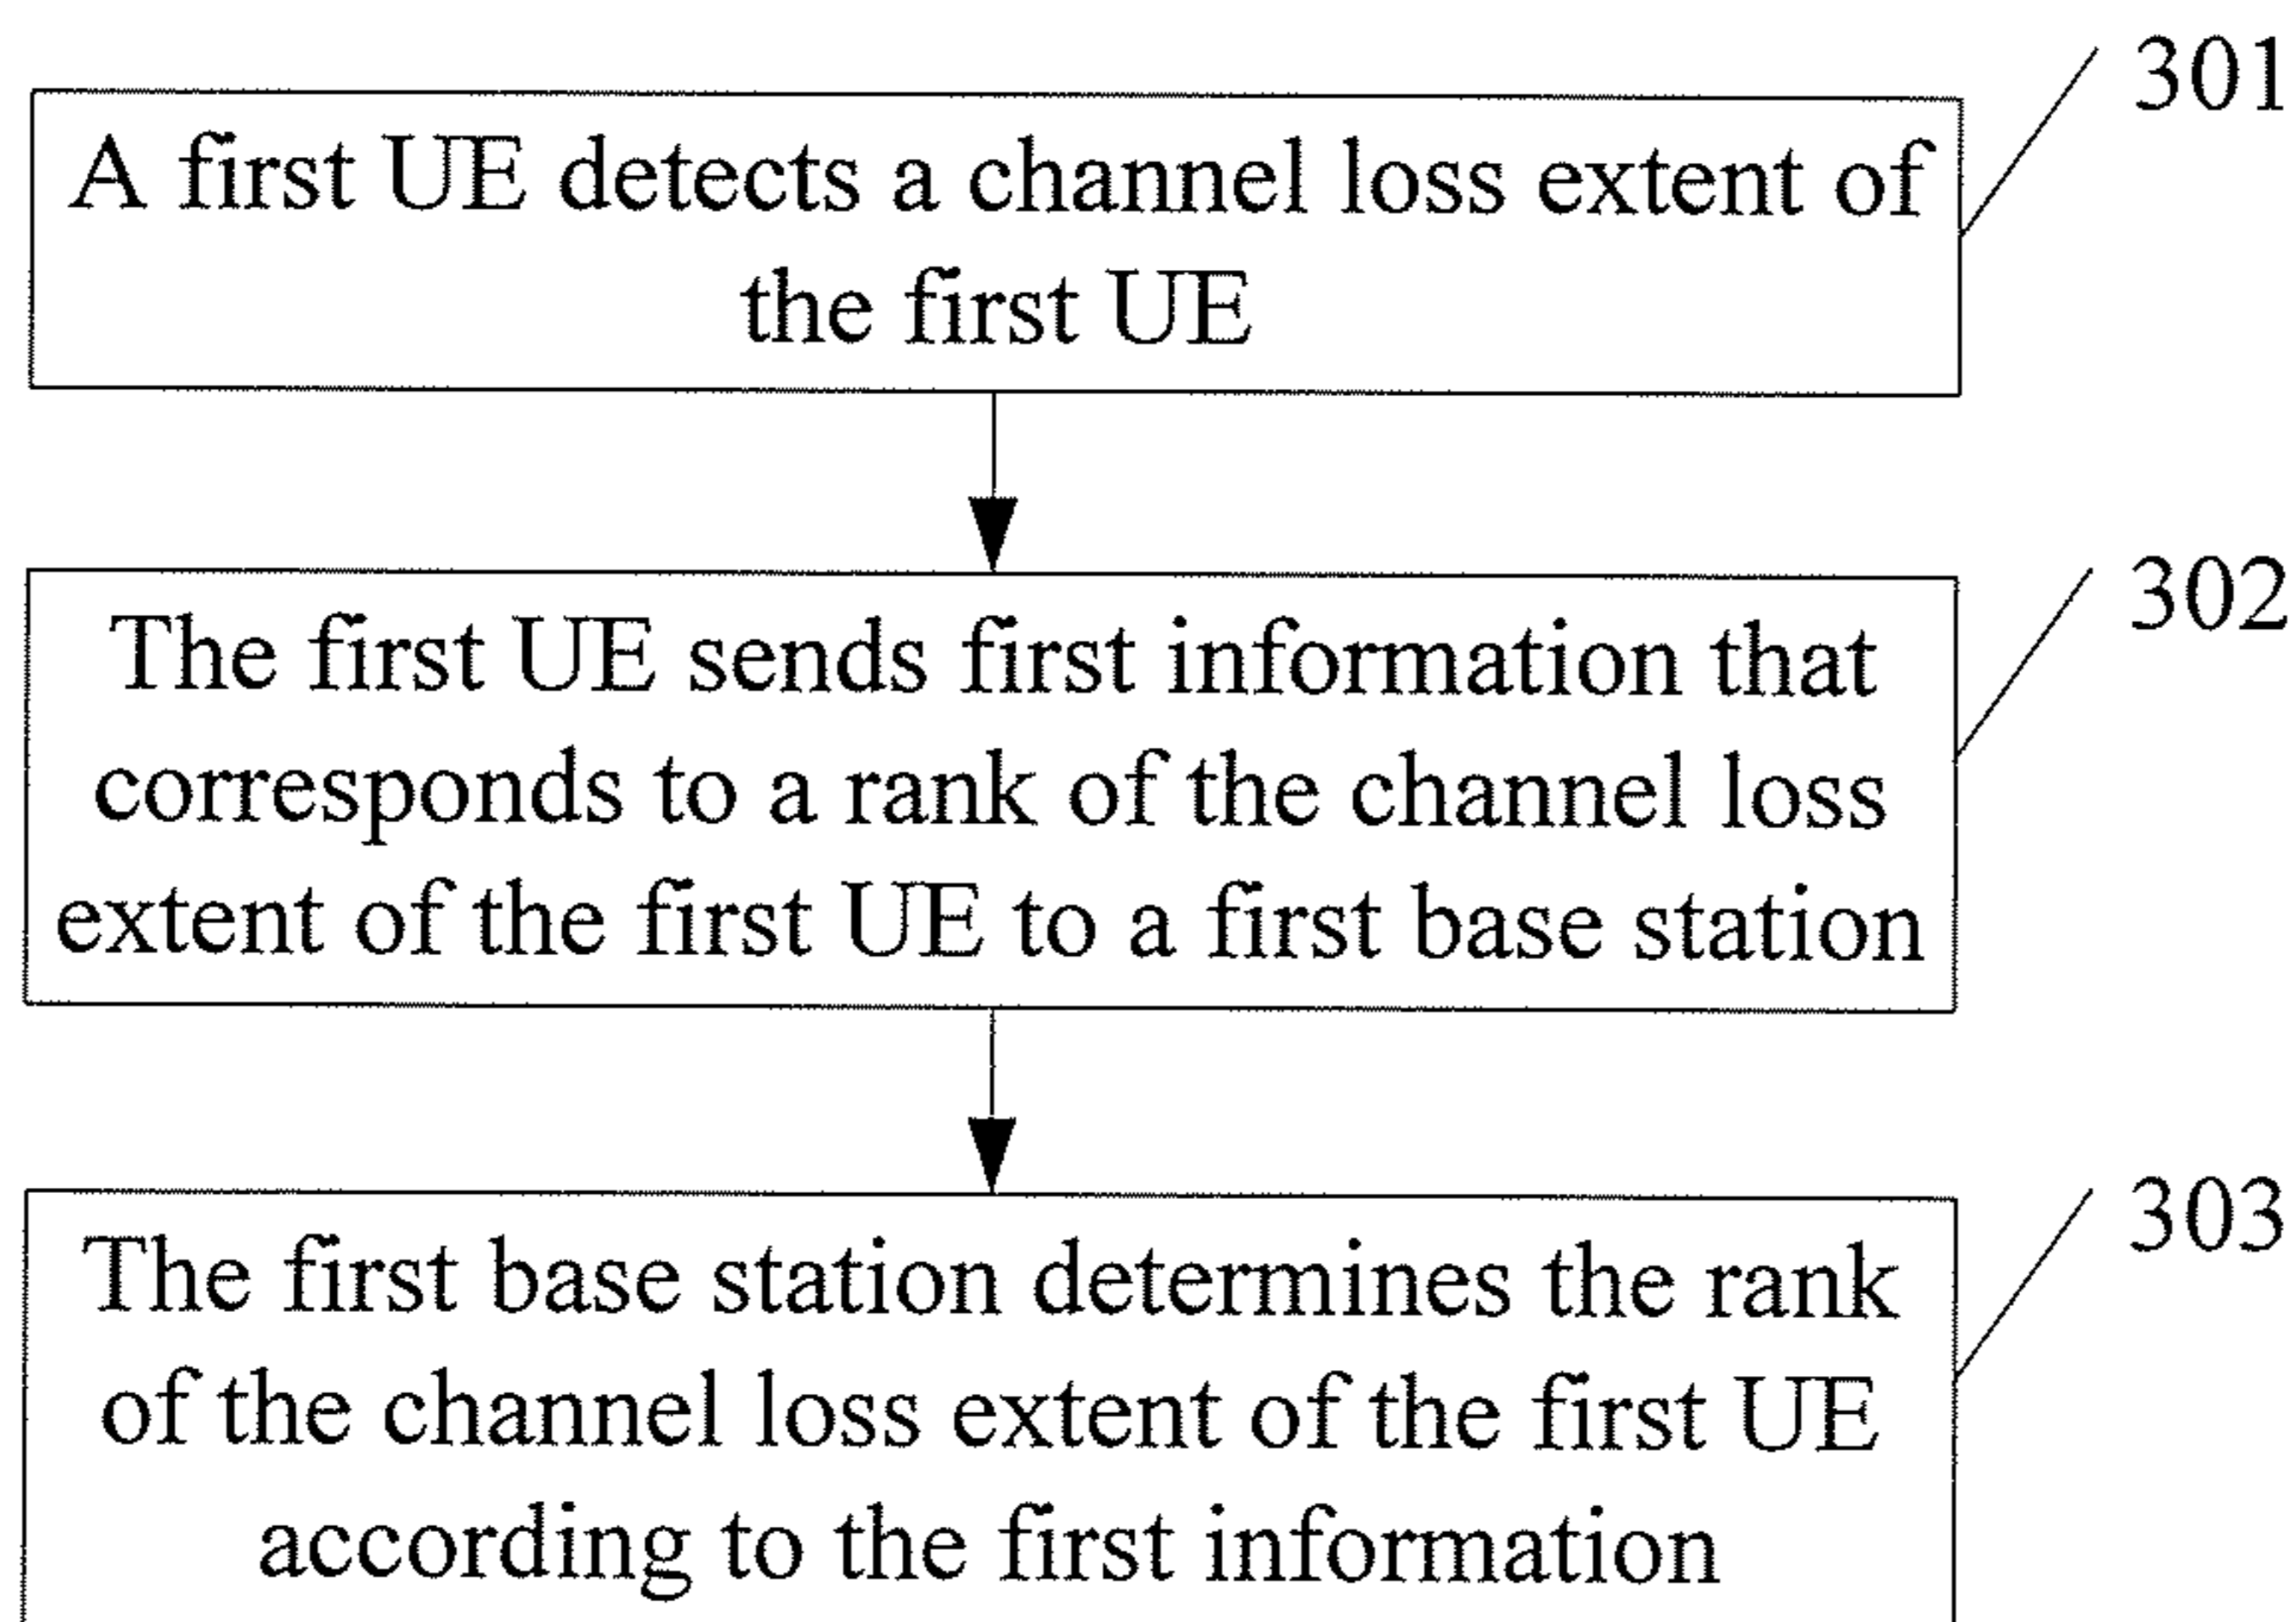 301
A first UE detects a channel loss extent of
the first UE
302
The first UE sends first information that
corresponds to a rank of the channel loss
extent of the first UE to a first base station
303
The first base station determines the rank
of the channel loss extent of the first UE
according to the first information